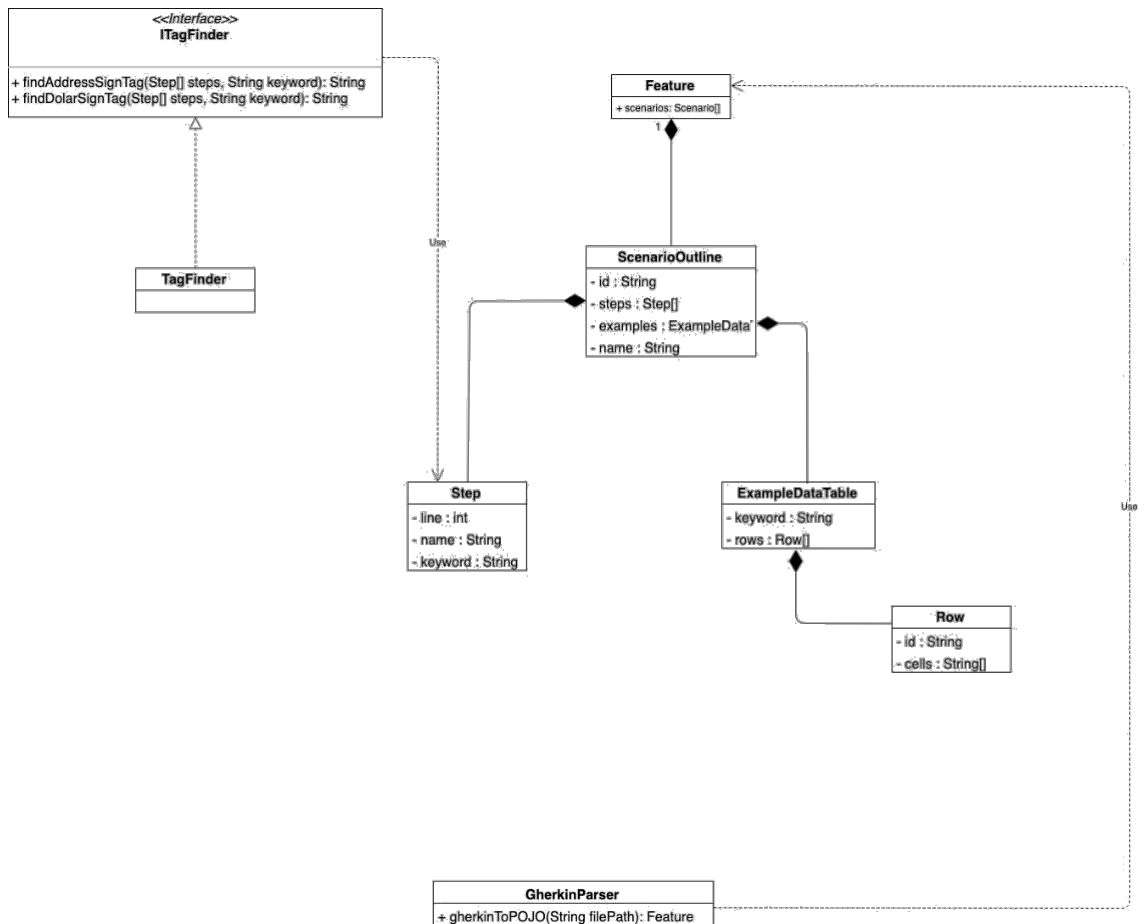 <<Interface>>
ITagFinder
+ findAddressSignTag(Step[] steps, String keyword): String
+ findDolarSignTag(Step[] steps, String keyword): String
Feature
+ scenarios: Scenario[]
1
Use
ScenarioOutline
- id : String
- steps : Step[]
- examples : ExampleData
- name : String
TagFinder
Step
- line : int
- name : String
- keyword : String
ExampleDataTable
- keyword : String
- rows : Row[]
Use
Row
- id : String
- cells : String[]
GherkinParser
+ gherkinToPOJO(String filePath): Feature